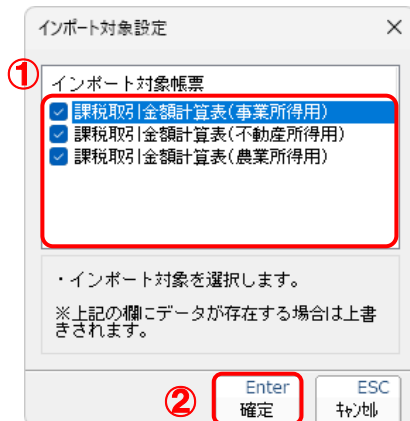 インポート対象設定
①
インポート対象帳票
課税取引金額計算表(事業所得用)
課税取引金額計算表(不動産所得用)
課税取引金額計算表(農業所得用)
・インポート対象を選択します。
※上記の欄にデータが存在する場合は上書
きされます。
②
Enter
確定
ESC
ｷｬﾝｾﾙ